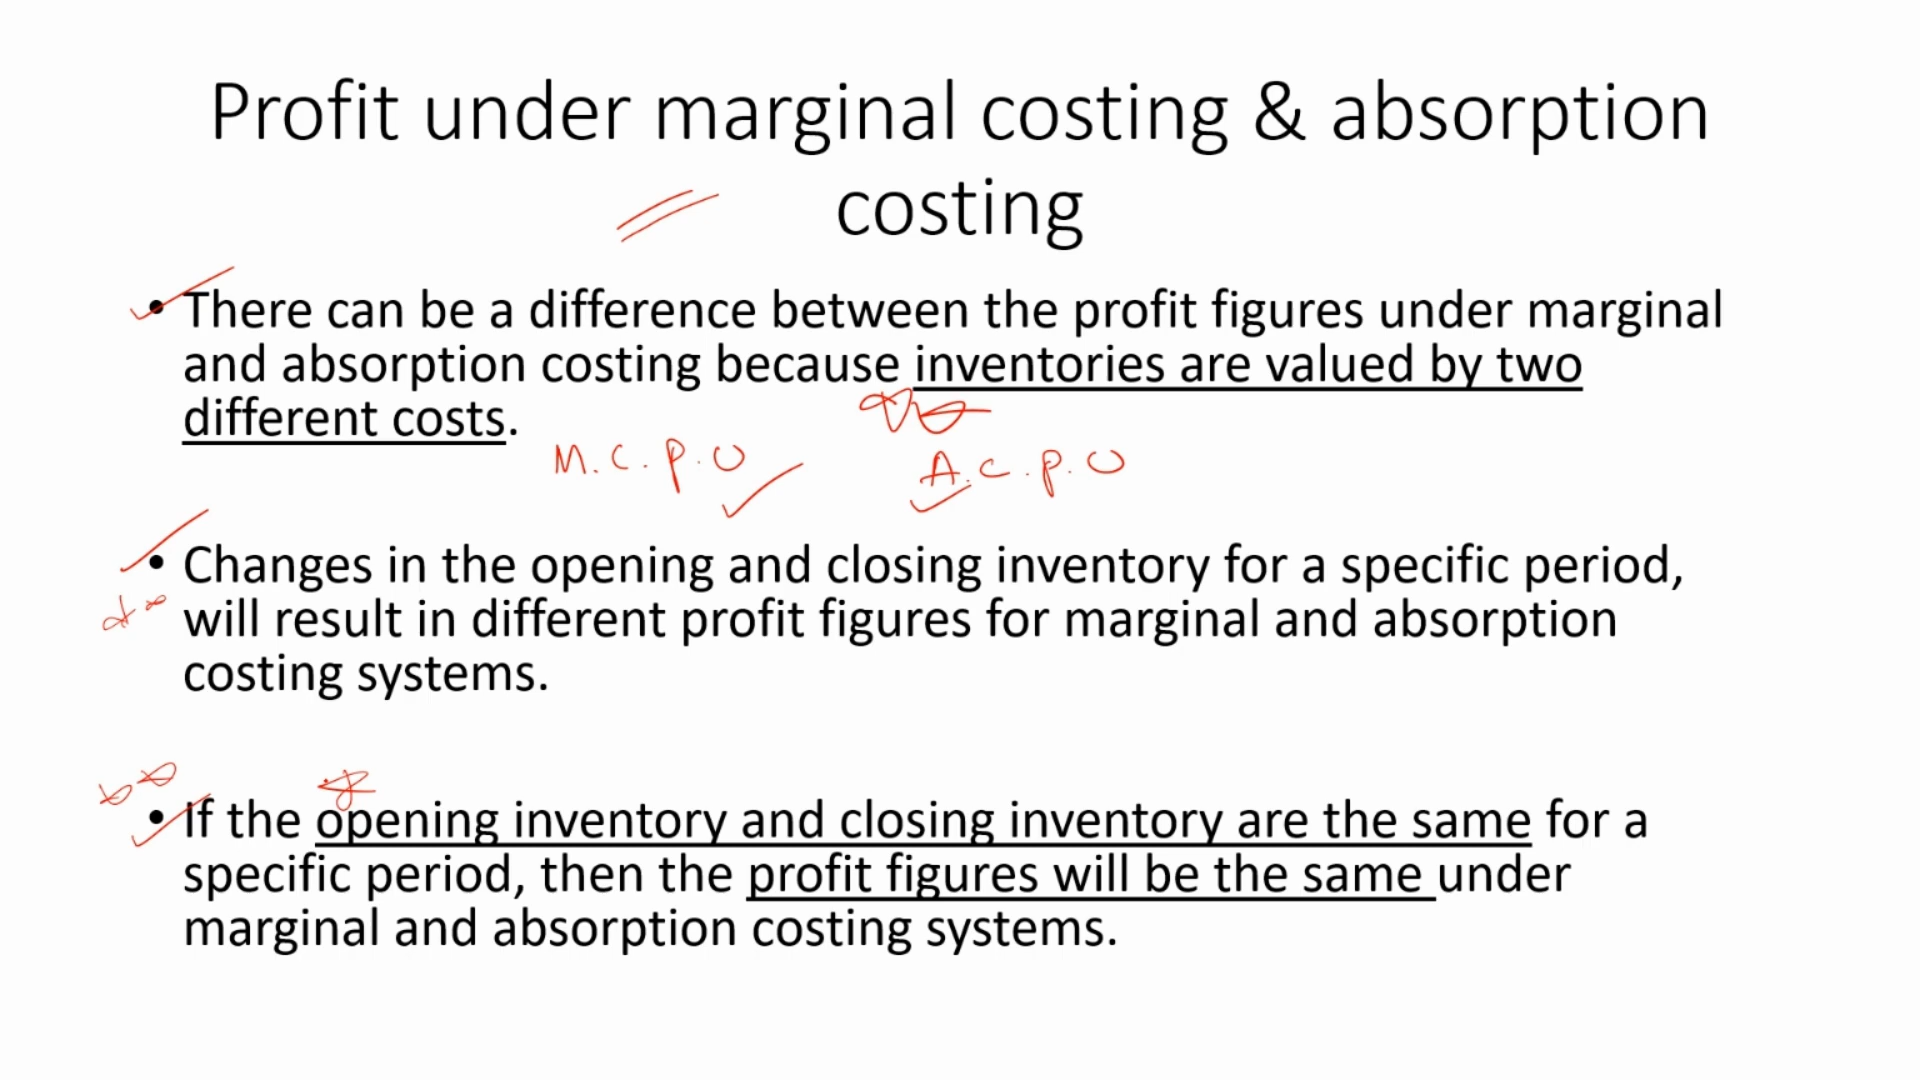 Profit under marginal costing & absorption
costing
• There can be a difference between the profit figures under marginal
and absorption costing because inventories are valued by two
different costs.
M.C.P.U A.C.P.U
• Changes in the opening and closing inventory for a specific period,
will result in different profit figures for marginal and absorption
costing systems.
• If the opening inventory and closing inventory are the same for a
specific period, then the profit figures will be the same under
marginal and absorption costing systems.